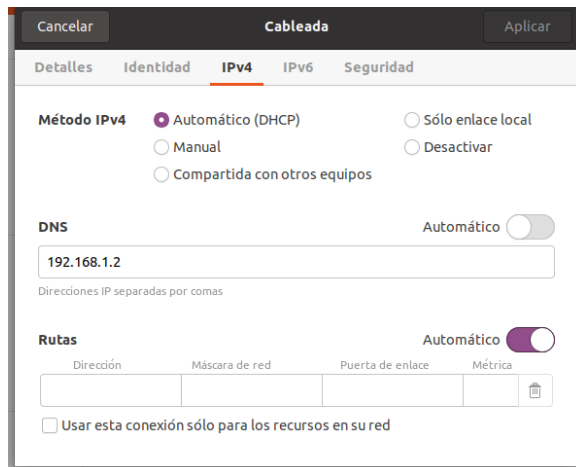 Cancelar Cableada Aplicar
Detalles Identidad IPv4 IPv6 Seguridad
Método IPv4 Automático (DHCP) Sólo enlace local
Manual Desactivar
Compartida con otros equipos
DNS Automático
192.168.1.2
Direcciones IP separadas por comas
Rutas Automático
Dirección Máscara de red Puerta de enlace Métrica
Usar esta conexión sólo para los recursos en su red